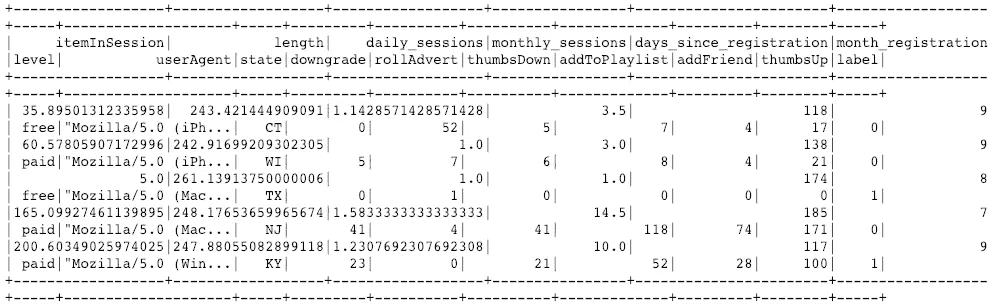 +------------------+------------------+------------------+------------------+-----------------------+------------------
+-----+--------------------+-----+---------+----------+----------+-------------+---------+--------+-----+
|     itemInSession|            length|    daily_sessions|monthly_sessions|days_since_registration|month_registration
|level|           userAgent|state|downgrade|rollAdvert|thumbsDown|addToPlaylist|addFriend|thumbsUp|label|
+------------------+------------------+------------------+------------------+-----------------------+------------------
+-----+--------------------+-----+---------+----------+----------+-------------+---------+--------+-----+
| 35.89501312335958|  243.421444909091|1.1428571428571428|             3.5|                    118|                 9
| free|"Mozilla/5.0 (iPh...|   CT|        0|        52|         5|            7|        4|      17|    0|
| 60.57805907172996|242.91699209302305|               1.0|             3.0|                    138|                 9
| paid|"Mozilla/5.0 (iPh...|   WI|        5|         7|         6|            8|        4|      21|    0|
|               5.0|261.13913750000006|               1.0|             1.0|                    174|                 8
| free|"Mozilla/5.0 (Mac...|   TX|        0|         1|         0|            0|        0|       0|    1|
|165.09927461139895|248.17653659965674|1.5833333333333333|            14.5|                    185|                 7
| paid|"Mozilla/5.0 (Mac...|   NJ|       41|         4|        41|          118|       74|     171|    0|
|200.60349025974025|247.88055082899118|1.2307692307692308|            10.0|                    117|                 9
| paid|"Mozilla/5.0 (Win...|   KY|       23|         0|        21|           52|       28|     100|    1|
+------------------+------------------+------------------+------------------+-----------------------+------------------
+-----+--------------------+-----+---------+----------+----------+-------------+---------+--------+-----+